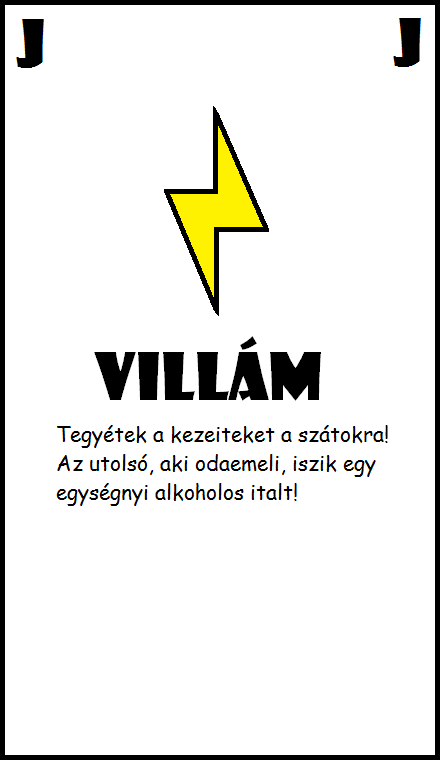 J J
VILLÁM
Tegyétek a kezeiteket a szátokra!
Az utolsó, aki odaemeli, iszik egy
egységnyi alkoholos italt!